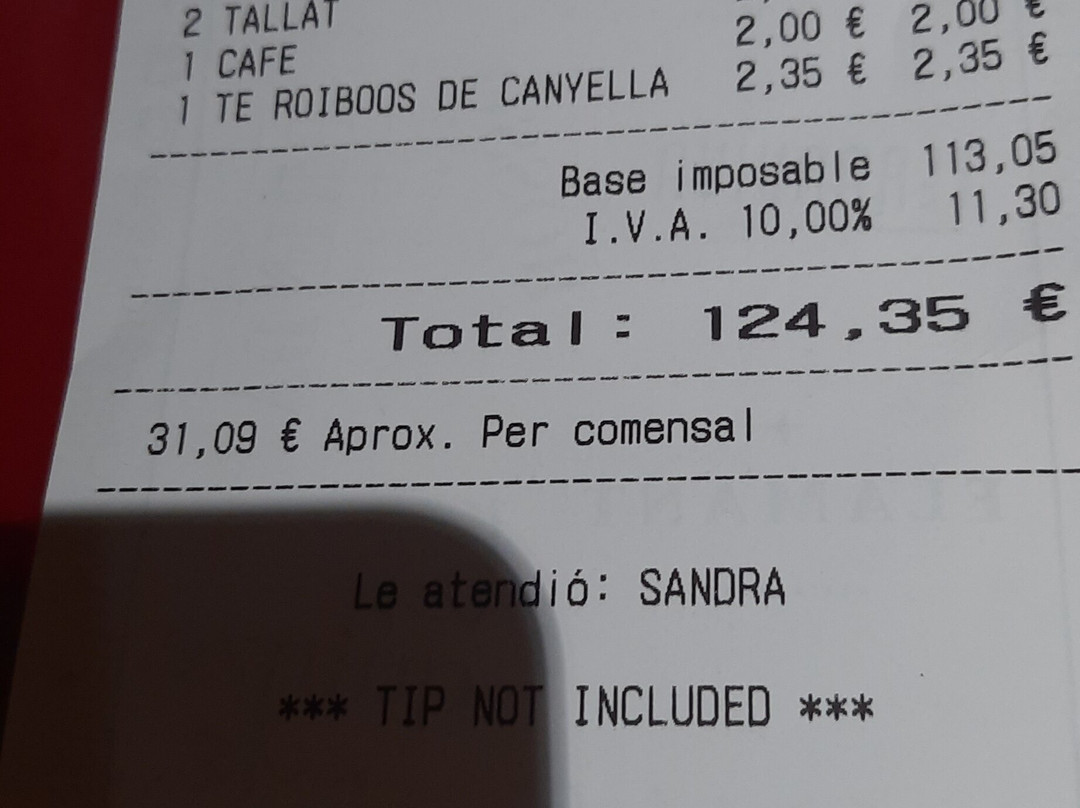 2 TALLAT
1 CAFE 2,00 € 2,00 €
1 TE ROIBOOS DE CANYELLA 2,35 € 2,35 €
Base imposable 113,05
I.V.A. 10,00% 11,30
Total: 124,35 €
31,09 € Aprox. Per comensal
Le atendió: SANDRA
*** TIP NOT INCLUDED ***